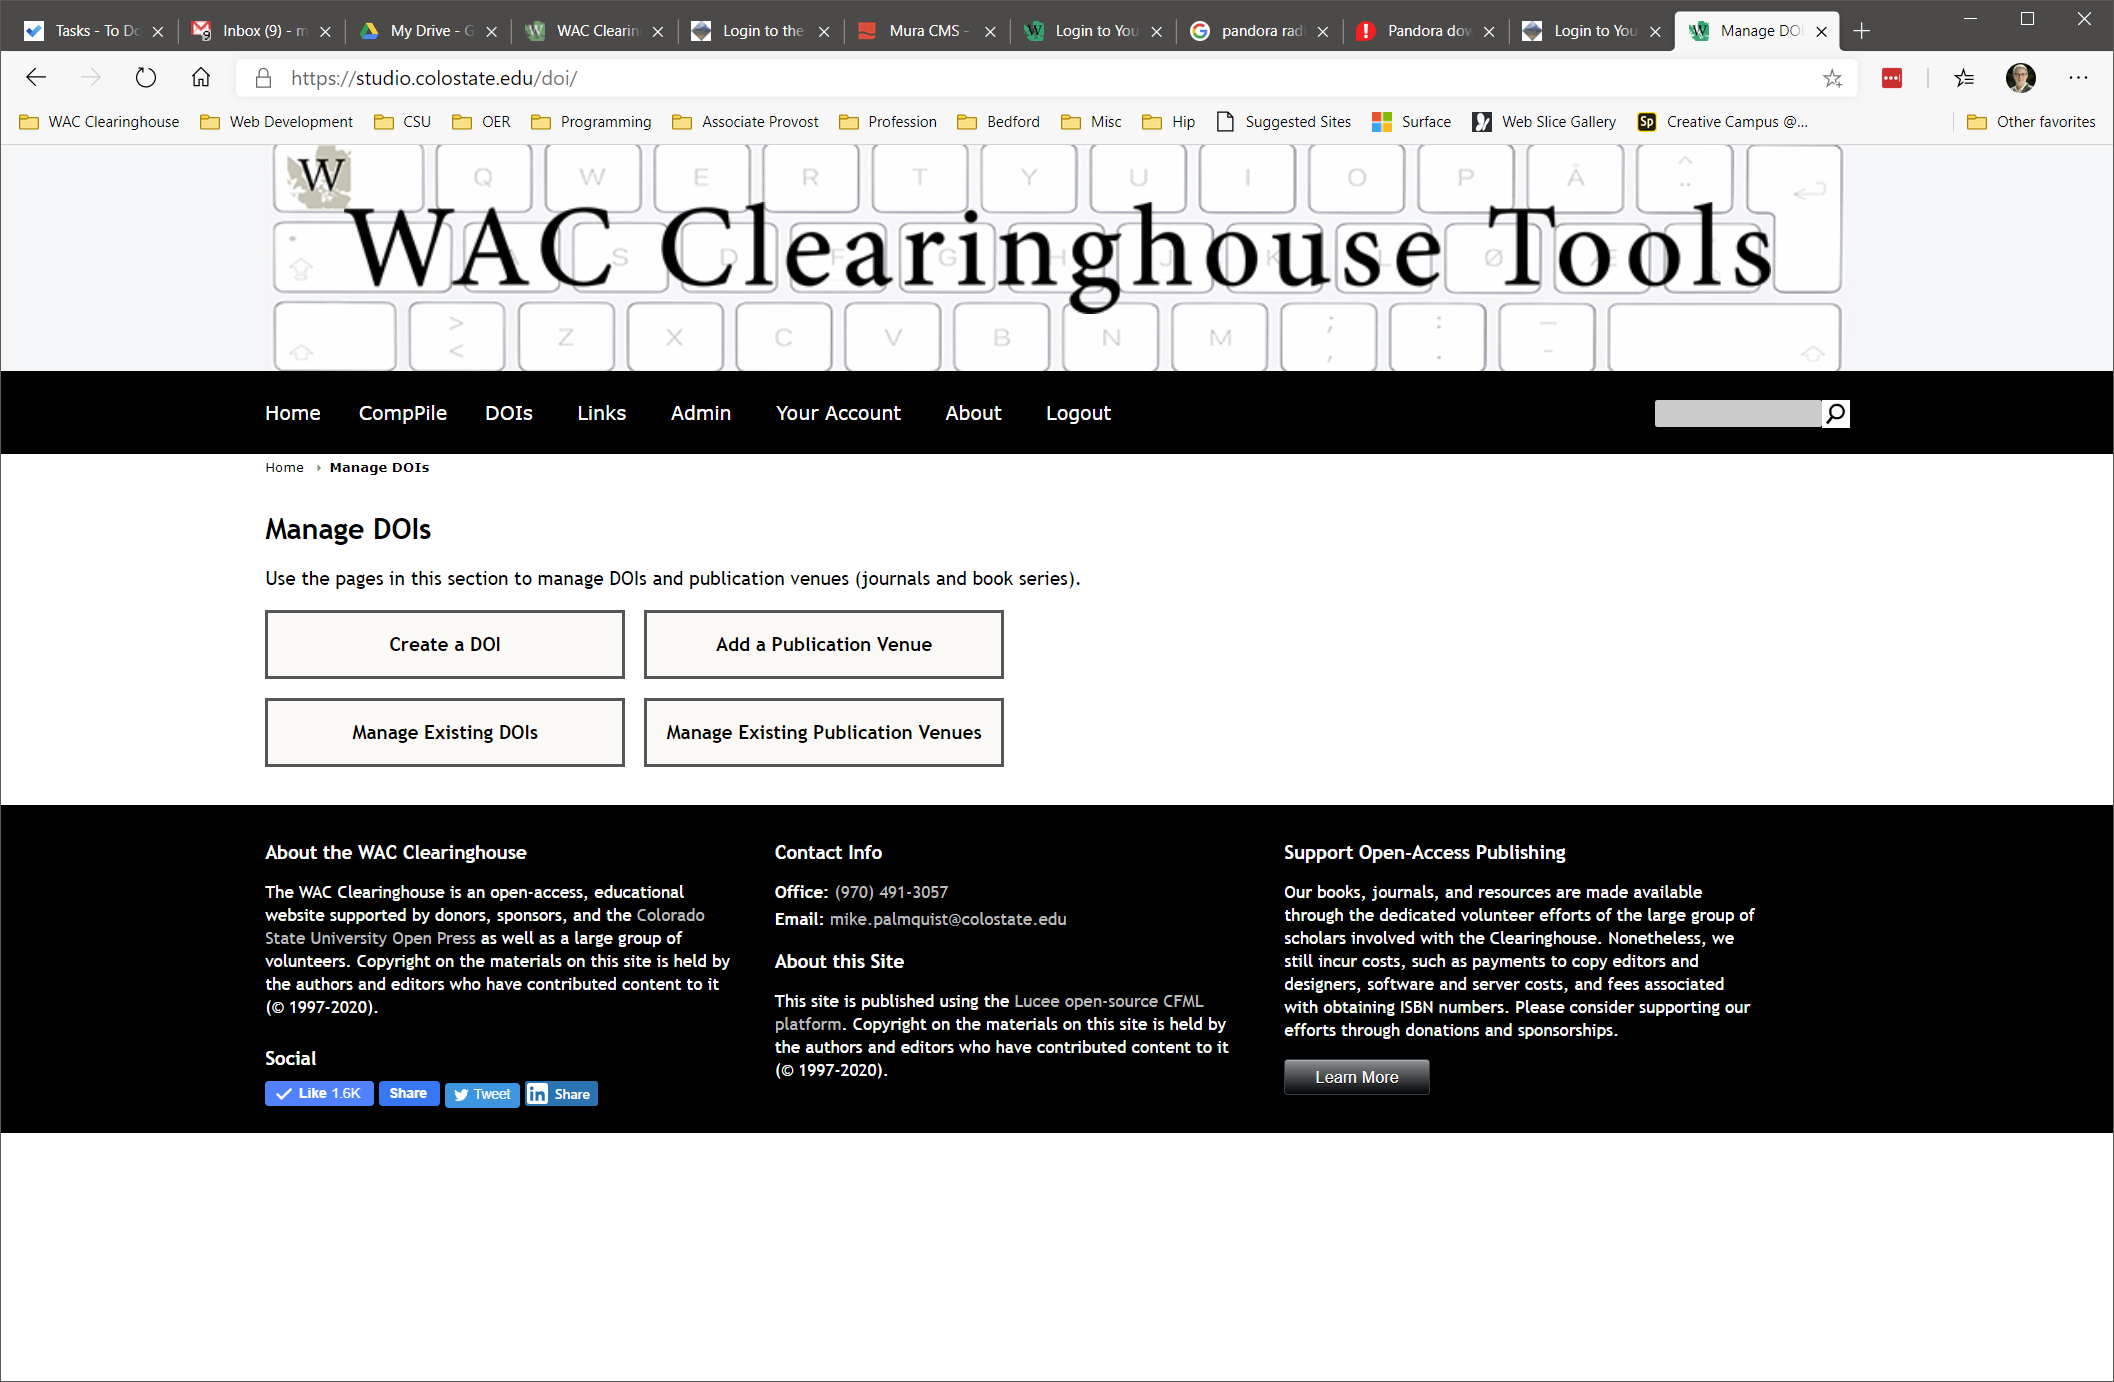 Tasks - To Do
Inbox (9) - m
My Drive - G
WAC Clearin
Login to the
Mura CMS -
Login to You
pandora radi
Pandora dow
Login to You
Manage DOI
https://studio.colostate.edu/doi/
WAC Clearinghouse
Web Development
CSU
OER
Programming
Associate Provost
Profession
Bedford
Misc
Hip
Suggested Sites
Surface
Web Slice Gallery
Sp
Creative Campus @...
Other favorites
W
Q W E R T Y U I O P Å ^ ¨
WAC Clearinghouse Tools
> < Z X C V B N M ; , : . _ -
Home CompPile DOIs Links Admin Your Account About Logout
Home Manage DOIs
Manage DOIs
Use the pages in this section to manage DOIs and publication venues (journals and book series).
Create a DOI
Add a Publication Venue
Manage Existing DOIs
Manage Existing Publication Venues
About the WAC Clearinghouse
The WAC Clearinghouse is an open-access, educational
website supported by donors, sponsors, and the Colorado
State University Open Press as well as a large group of
volunteers. Copyright on the materials on this site is held by
the authors and editors who have contributed content to it
(© 1997-2020).
Social
Like 1.6K
Share
Tweet
in Share
Contact Info
Office: (970) 491-3057
Email: mike.palmquist@colostate.edu
About this Site
This site is published using the Lucee open-source CFML
platform. Copyright on the materials on this site is held by
the authors and editors who have contributed content to it
(© 1997-2020).
Support Open-Access Publishing
Our books, journals, and resources are made available
through the dedicated volunteer efforts of the large group of
scholars involved with the Clearinghouse. Nonetheless, we
still incur costs, such as payments to copy editors and
designers, software and server costs, and fees associated
with obtaining ISBN numbers. Please consider supporting our
efforts through donations and sponsorships.
Learn More